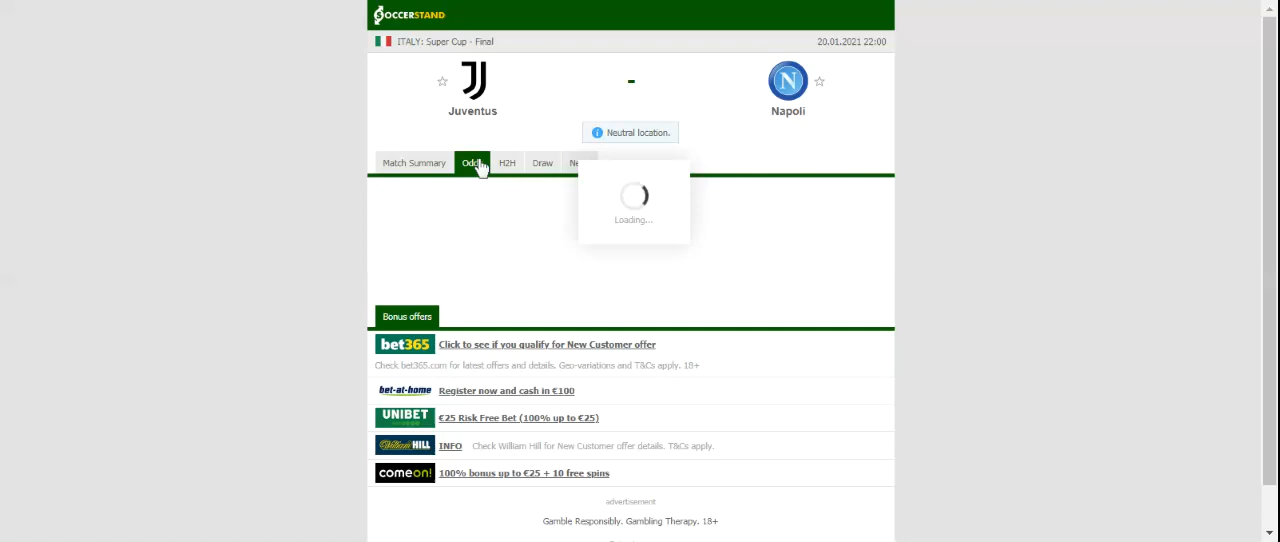 SOCCERSTAND
ITALY: Super Cup - Final 20.01.2021 22:00
-
Juventus Napoli
Neutral location.
Match Summary H2H Draw
Loading...
Bonus offers
bet365 Click to see if you qualify for New Customer offer
Check bet365.com for latest offers and details. Geo-variations and T&Cs apply. 18+
bet-at-home Register now and cash in €100
UNIBET €25 Risk Free Bet (100% up to €25)
William HILL INFO Check William Hill for New Customer offer details. T&Cs apply.
comeon! 100% bonus up to €25 + 10 free spins
advertisement
Gamble Responsibly. Gambling Therapy. 18+